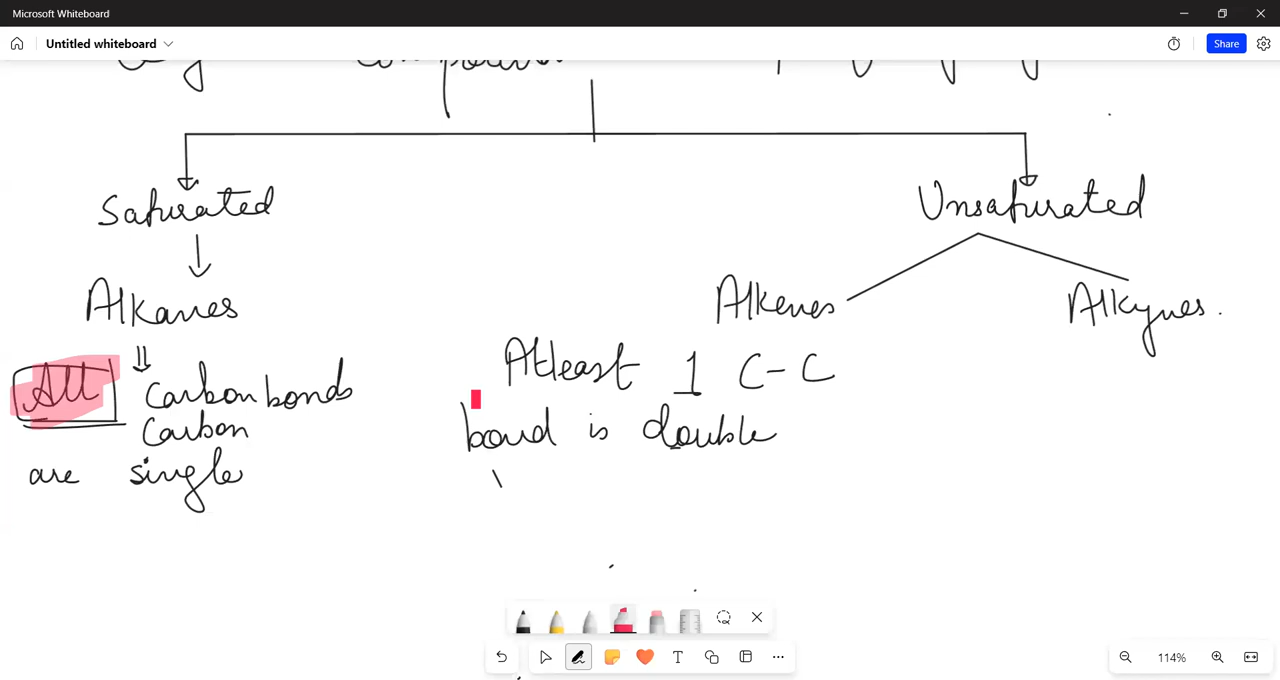 Microsoft Whiteboard
Untitled whiteboard
Share
Saturated
Unsaturated
Alkanes
Alkenes
Alkynes.
Atleast 1 C-C
bond is double
All Carbon bonds
Carbon
are single
114%